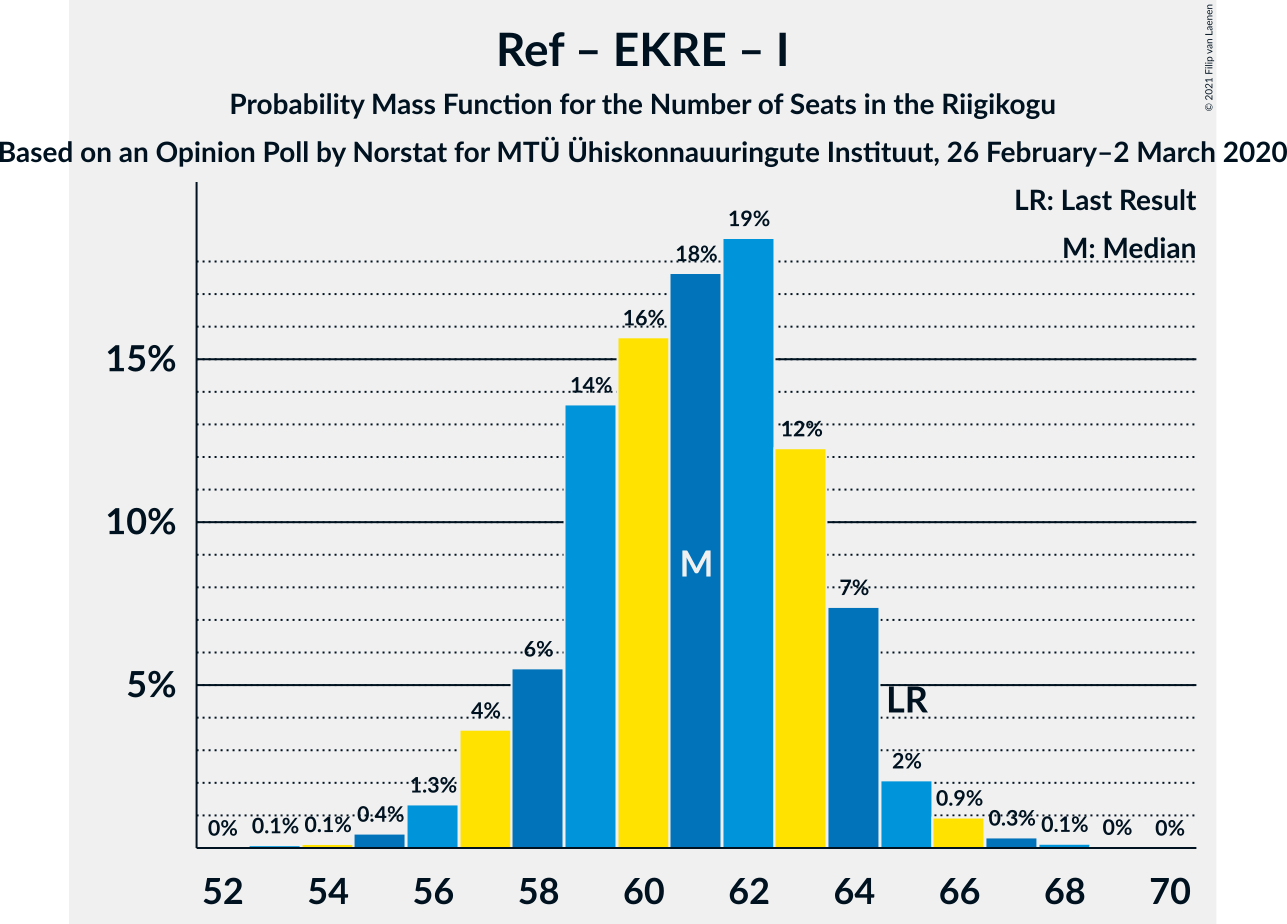 Ref – EKRE – I
Probability Mass Function for the Number of Seats in the Riigikogu
Based on an Opinion Poll by Norstat for MTÜ Ühiskonnauuringute Instituut, 26 February–2 March 2020
© 2021 Filip van Laenen
LR: Last Result
M: Median
15%
10%
5%
0%
0.1%
0.1%
0.4%
1.3%
4%
6%
14%
16%
18%
19%
12%
7%
2%
0.9%
0.3%
0.1%
0%
0%
M
LR
52 54 56 58 60 62 64 66 68 70